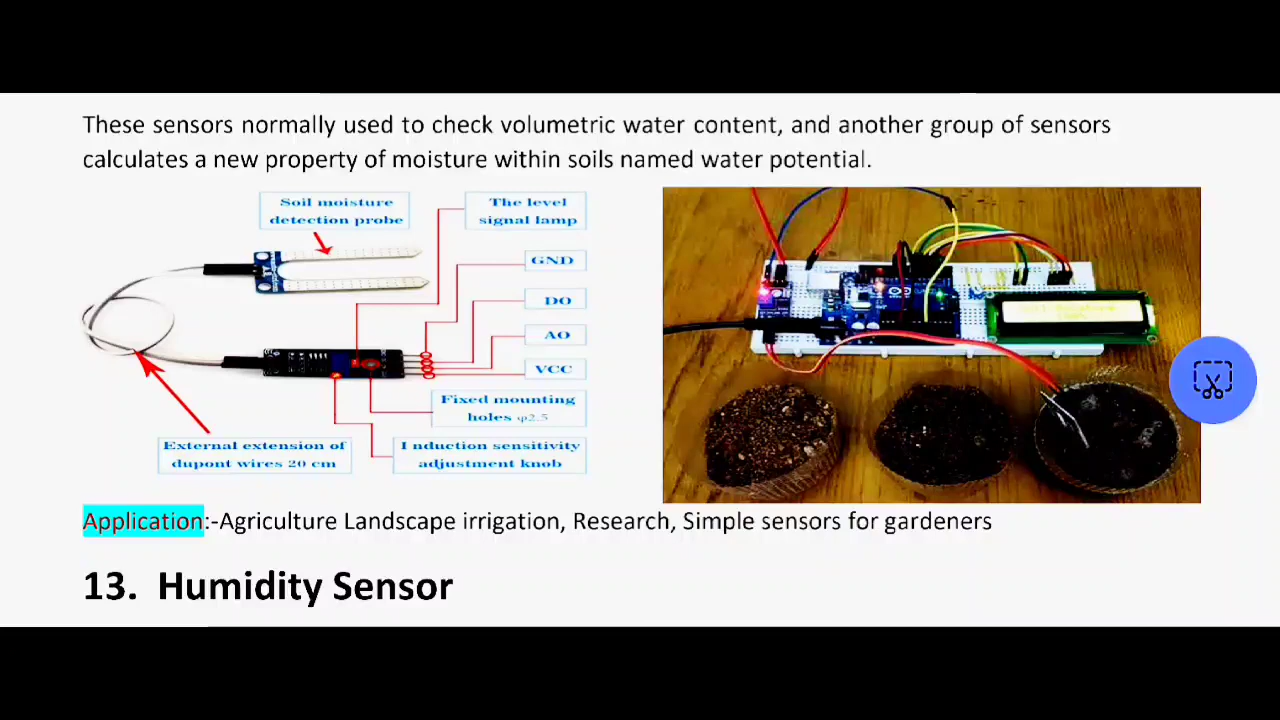 These sensors normally used to check volumetric water content, and another group of sensors
calculates a new property of moisture within soils named water potential.
Soil moisture
detection probe
The level
signal lamp
GND
DO
AO
VCC
Fixed mounting
holes φ2.5
External extension of
dupont wires 20 cm
I nduction sensitivity
adjustment knob
Application:-Agriculture Landscape irrigation, Research, Simple sensors for gardeners
13. Humidity Sensor